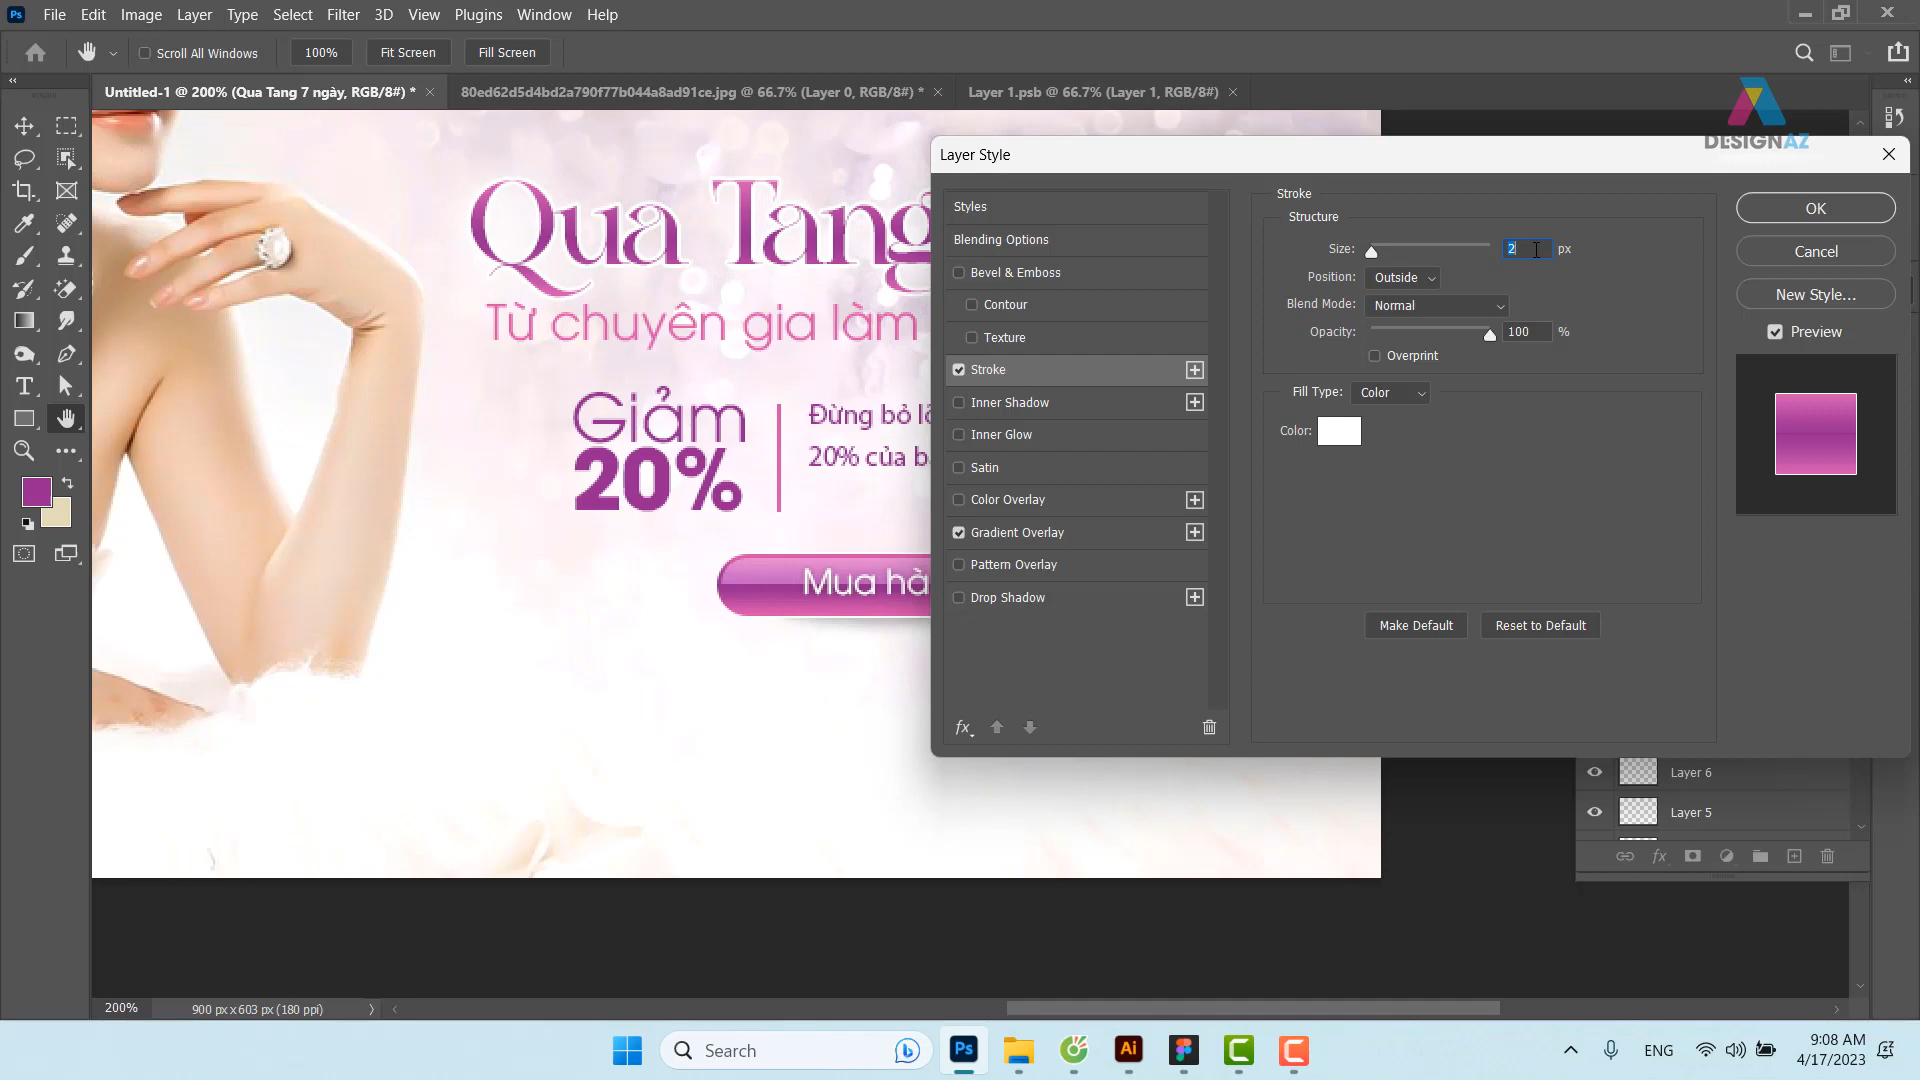 Ps File Edit Image Layer Type Select Filter 3D View Plugins Window Help
Scroll All Windows 100% Fit Screen Fill Screen
Untitled-1 @ 200% (Qua Tang 7 ngày, RGB/8#) * 80ed62d5d4bd2a790f77b044a8ad91ce.jpg @ 66.7% (Layer 0, RGB/8#) * Layer 1.psb @ 66.7% (Layer 1, RGB/8#)
DESIGNAZ
Layer Style
Styles
Blending Options
Bevel & Emboss
Contour
Texture
Stroke
Inner Shadow
Inner Glow
Satin
Color Overlay
Gradient Overlay
Pattern Overlay
Drop Shadow
fx
Stroke
Structure
Size: 2 px
Position: Outside
Blend Mode: Normal
Opacity: 100 %
Overprint
Fill Type: Color
Color:
Make Default Reset to Default
OK
Cancel
New Style...
Preview
Qua Tang
Từ chuyên gia làm
Giảm
20%
Đừng bỏ l
20% của b
Mua hà
Layer 6
Layer 5
fx
200% 900 px x 603 px (180 ppi)
Search
Ps Ai
ENG
9:08 AM
4/17/2023